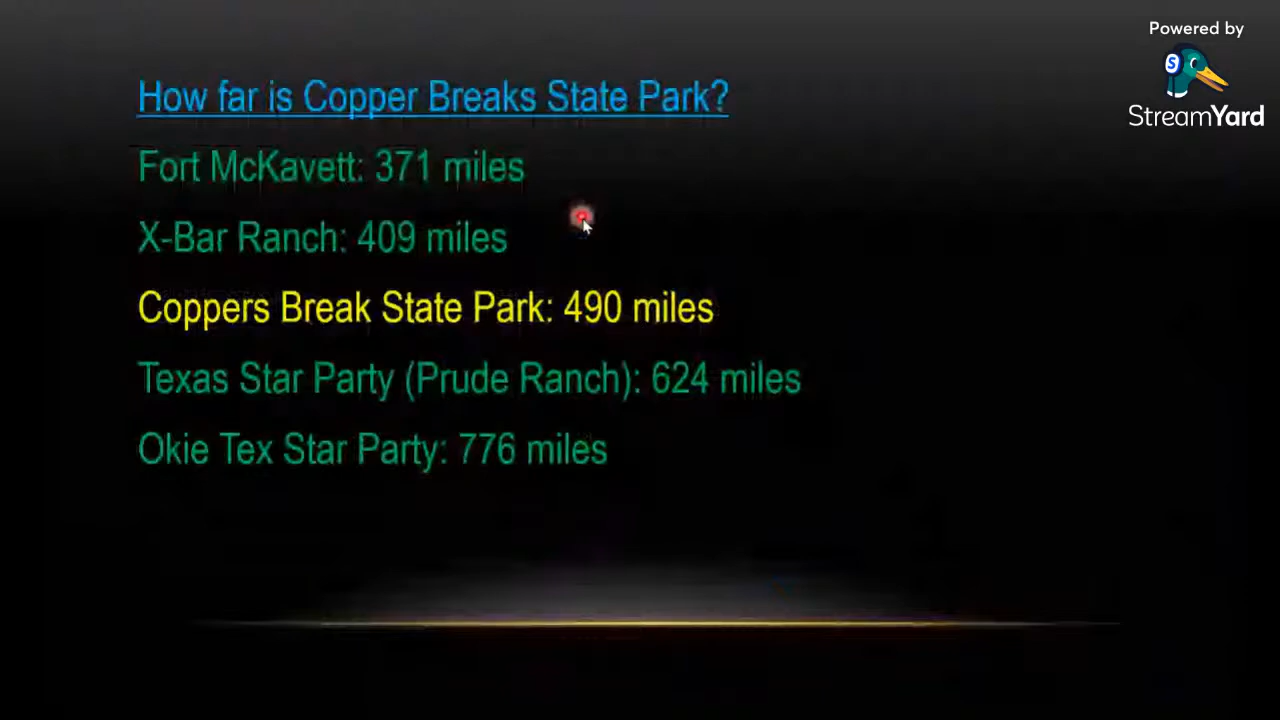 Powered by
S
StreamYard
How far is Copper Breaks State Park?
Fort McKavett: 371 miles
X-Bar Ranch: 409 miles
Coppers Break State Park: 490 miles
Texas Star Party (Prude Ranch): 624 miles
Okie Tex Star Party: 776 miles